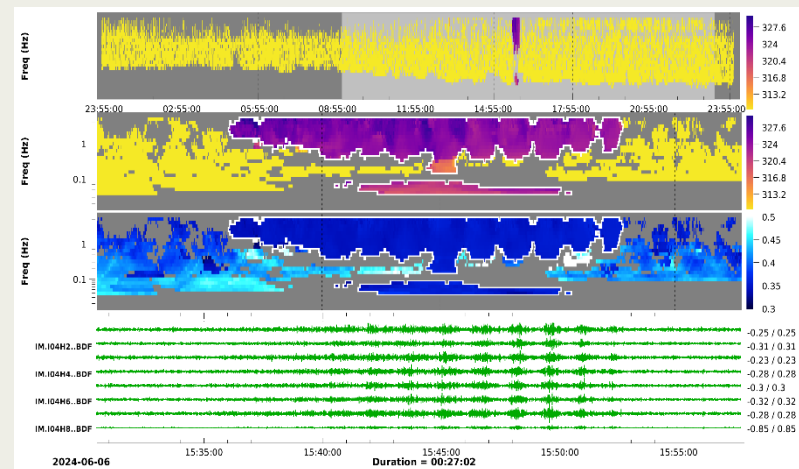 Freq (Hz)
327.6
324
320.4
316.8
313.2
23:55:00 02:55:00 05:55:00 08:55:00 11:55:00 14:55:00 17:55:00 20:55:00 23:55:00
Freq (Hz)
1
0.1
327.6
324
320.4
316.8
313.2
Freq (Hz)
1
0.1
0.5
0.45
0.4
0.35
0.3
-0.25 / 0.25
IM.I04H2..BDF -0.31 / 0.31
-0.23 / 0.23
IM.I04H4..BDF -0.28 / 0.28
-0.3 / 0.3
IM.I04H6..BDF -0.32 / 0.32
-0.28 / 0.28
IM.I04H8..BDF -0.85 / 0.85
15:35:00 15:40:00 15:45:00 15:50:00 15:55:00
2024-06-06 Duration = 00:27:02